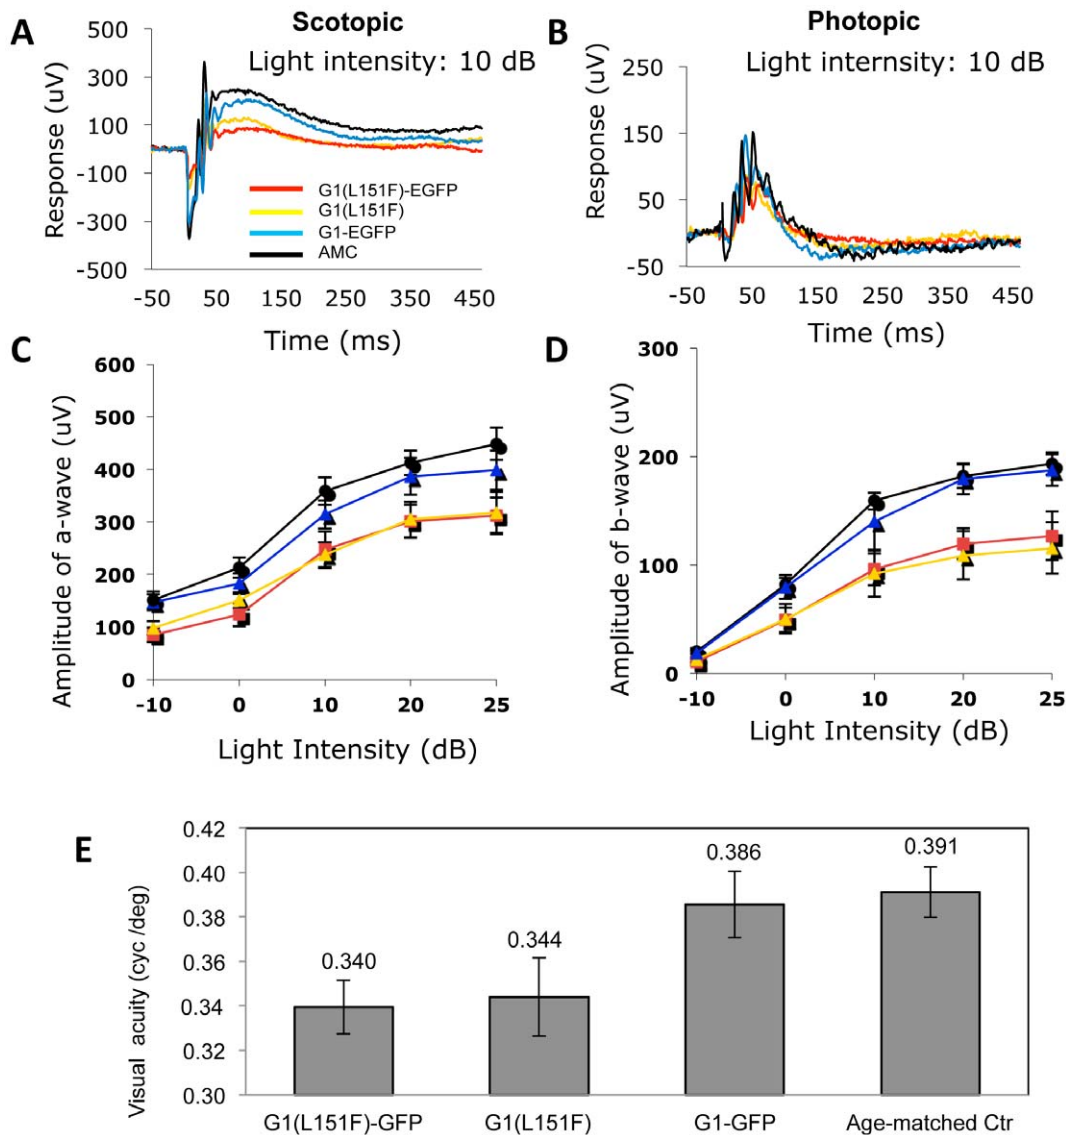 A
Scotopic
Light intensity: 10 dB
Response (uV)
500
300
100
-100
-300
-500
G1(L151F)-EGFP
G1(L151F)
G1-EGFP
AMC
-50 50 150 250 350 460
Time (ms)
B
Photopic
Light internsity: 10 dB
Response (uV)
250
150
50
-50
-50 50 150 250 350 450
Time (ms)
C
Amplitude of a-wave (uV)
600
500
400
300
200
100
0
-10 0 10 20 25
Light Intensity (dB)
D
Amplitude of b-wave (uV)
300
200
100
0
-10 0 10 20 25
Light Intensity (dB)
E
Visual acuity (cyc /deg)
0.42
0.40
0.38
0.36
0.34
0.32
0.30
0.340
0.344
0.386
0.391
G1(L151F)-GFP G1(L151F) G1-GFP Age-matched Ctr